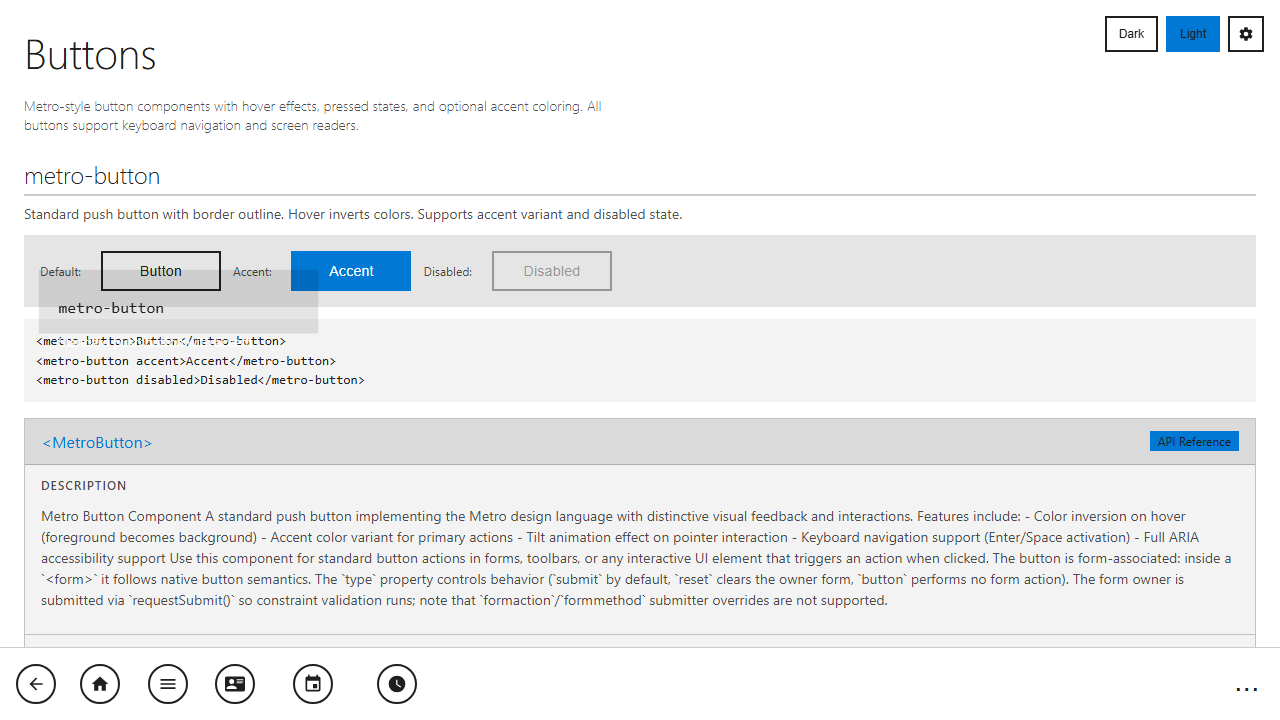 Dark
Light
Buttons
Metro-style button components with hover effects, pressed states, and optional accent coloring. All
buttons support keyboard navigation and screen readers.
metro-button
Standard push button with border outline. Hover inverts colors. Supports accent variant and disabled state.
Default:
Button
Accent:
Accent
Disabled:
Disabled
metro-button
<metro-button>Button</metro-button>
<metro-button accent>Accent</metro-button>
<metro-button disabled>Disabled</metro-button>
<MetroButton>
API Reference
DESCRIPTION
Metro Button Component A standard push button implementing the Metro design language with distinctive visual feedback and interactions. Features include: - Color inversion on hover
(foreground becomes background) - Accent color variant for primary actions - Tilt animation effect on pointer interaction - Keyboard navigation support (Enter/Space activation) - Full ARIA
accessibility support Use this component for standard button actions in forms, toolbars, or any interactive UI element that triggers an action when clicked. The button is form-associated: inside a
`<form>` it follows native button semantics. The `type` property controls behavior (`submit` by default, `reset` clears the owner form, `button` performs no form action). The form owner is
submitted via `requestSubmit()` so constraint validation runs; note that `formaction`/`formmethod` submitter overrides are not supported.